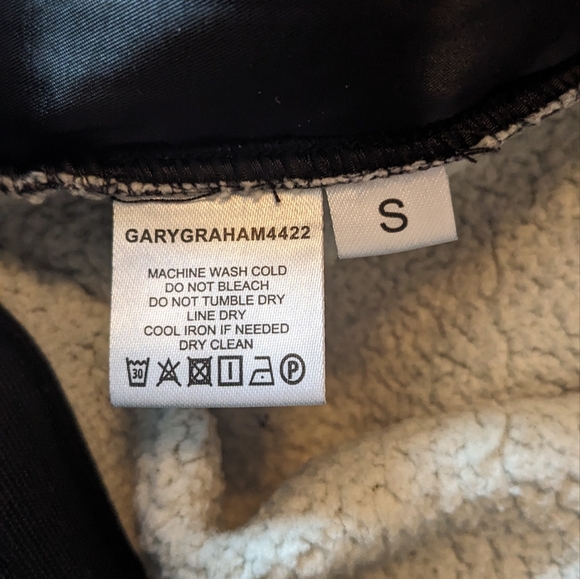 GARYGRAHAM4422
MACHINE WASH COLD
DO NOT BLEACH
DO NOT TUMBLE DRY
LINE DRY
COOL IRON IF NEEDED
DRY CLEAN
30 P
S